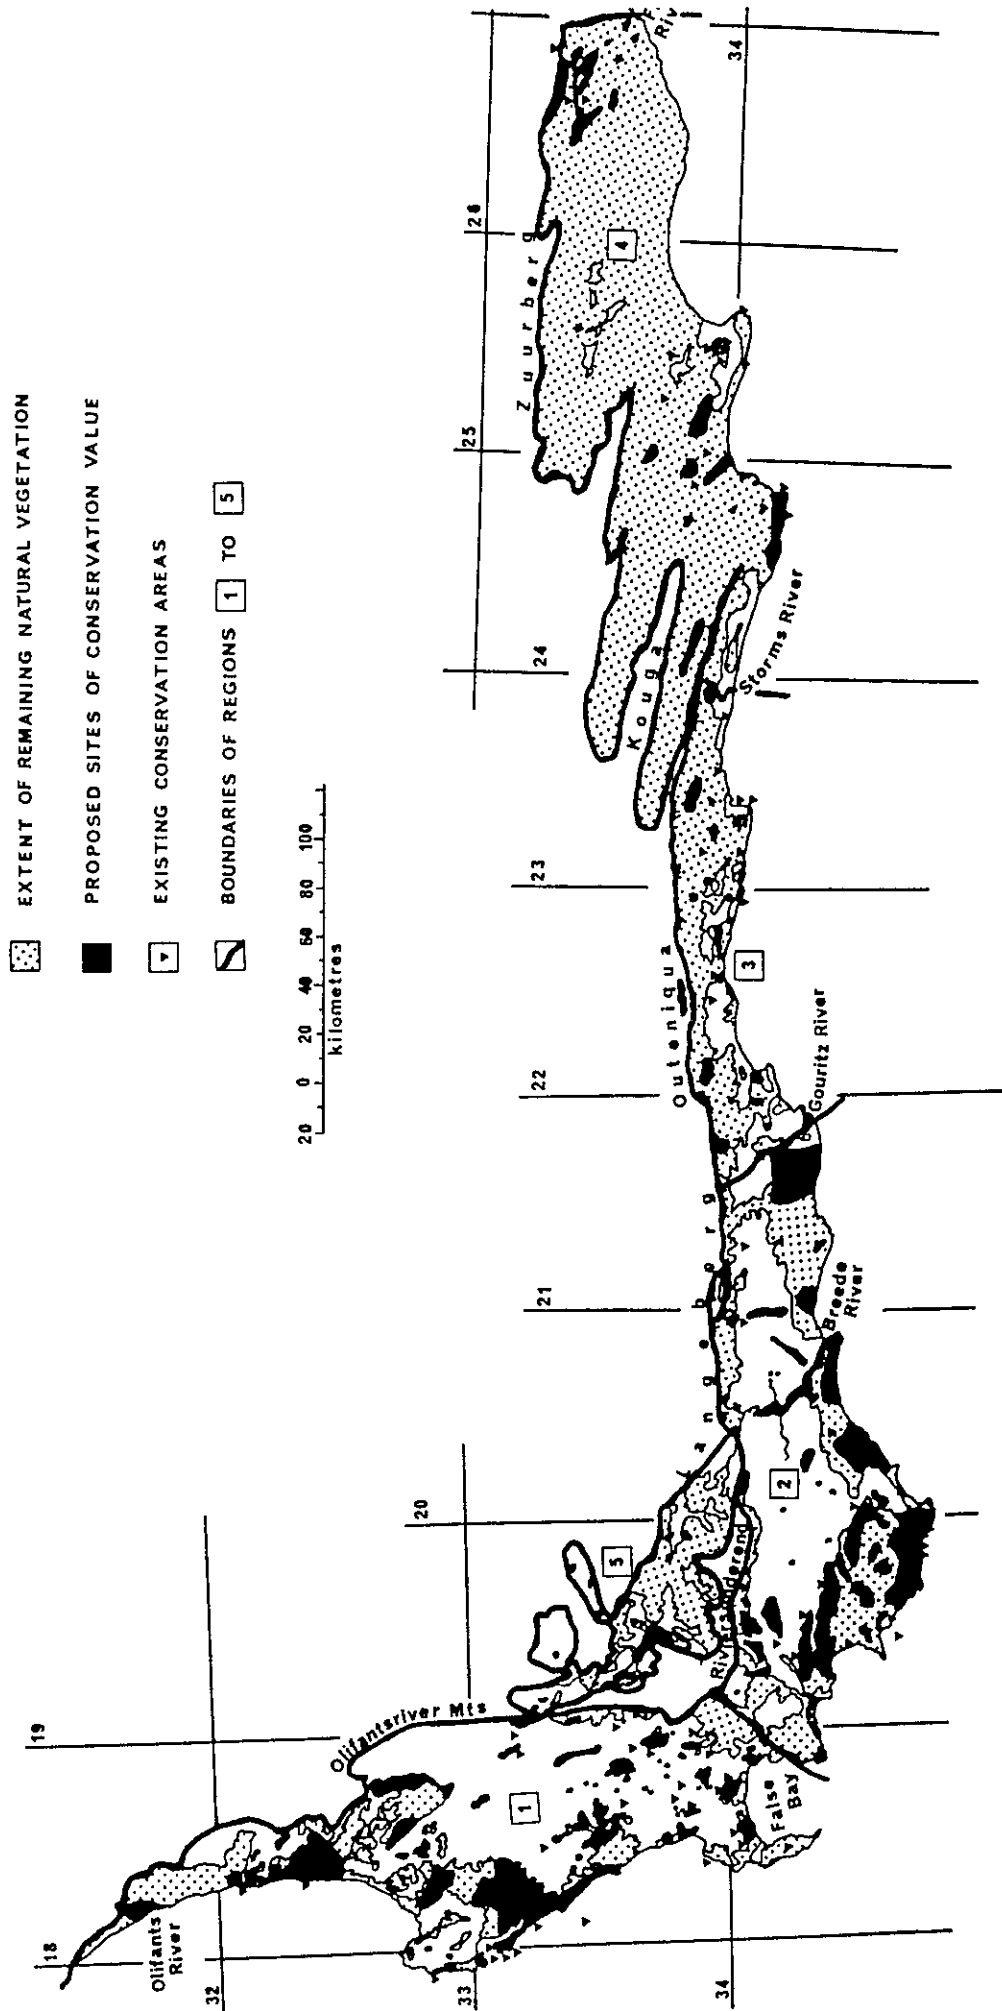 EXTENT OF REMAINING NATURAL VEGETATION
PROPOSED SITES OF CONSERVATION VALUE
EXISTING CONSERVATION AREAS
BOUNDARIES OF REGIONS 1 TO 5
20 0 20 40 60 80 100
kilometres
18
19
20
21
22
23
24
25
26
32
33
34
34
Olifants
River
Olifantsriver Mts
1
False
Bay
5
2
Langeberg
Breede
River
Gouritz River
Outeniqua
3
Kouga
Storms River
Zuurberg
4